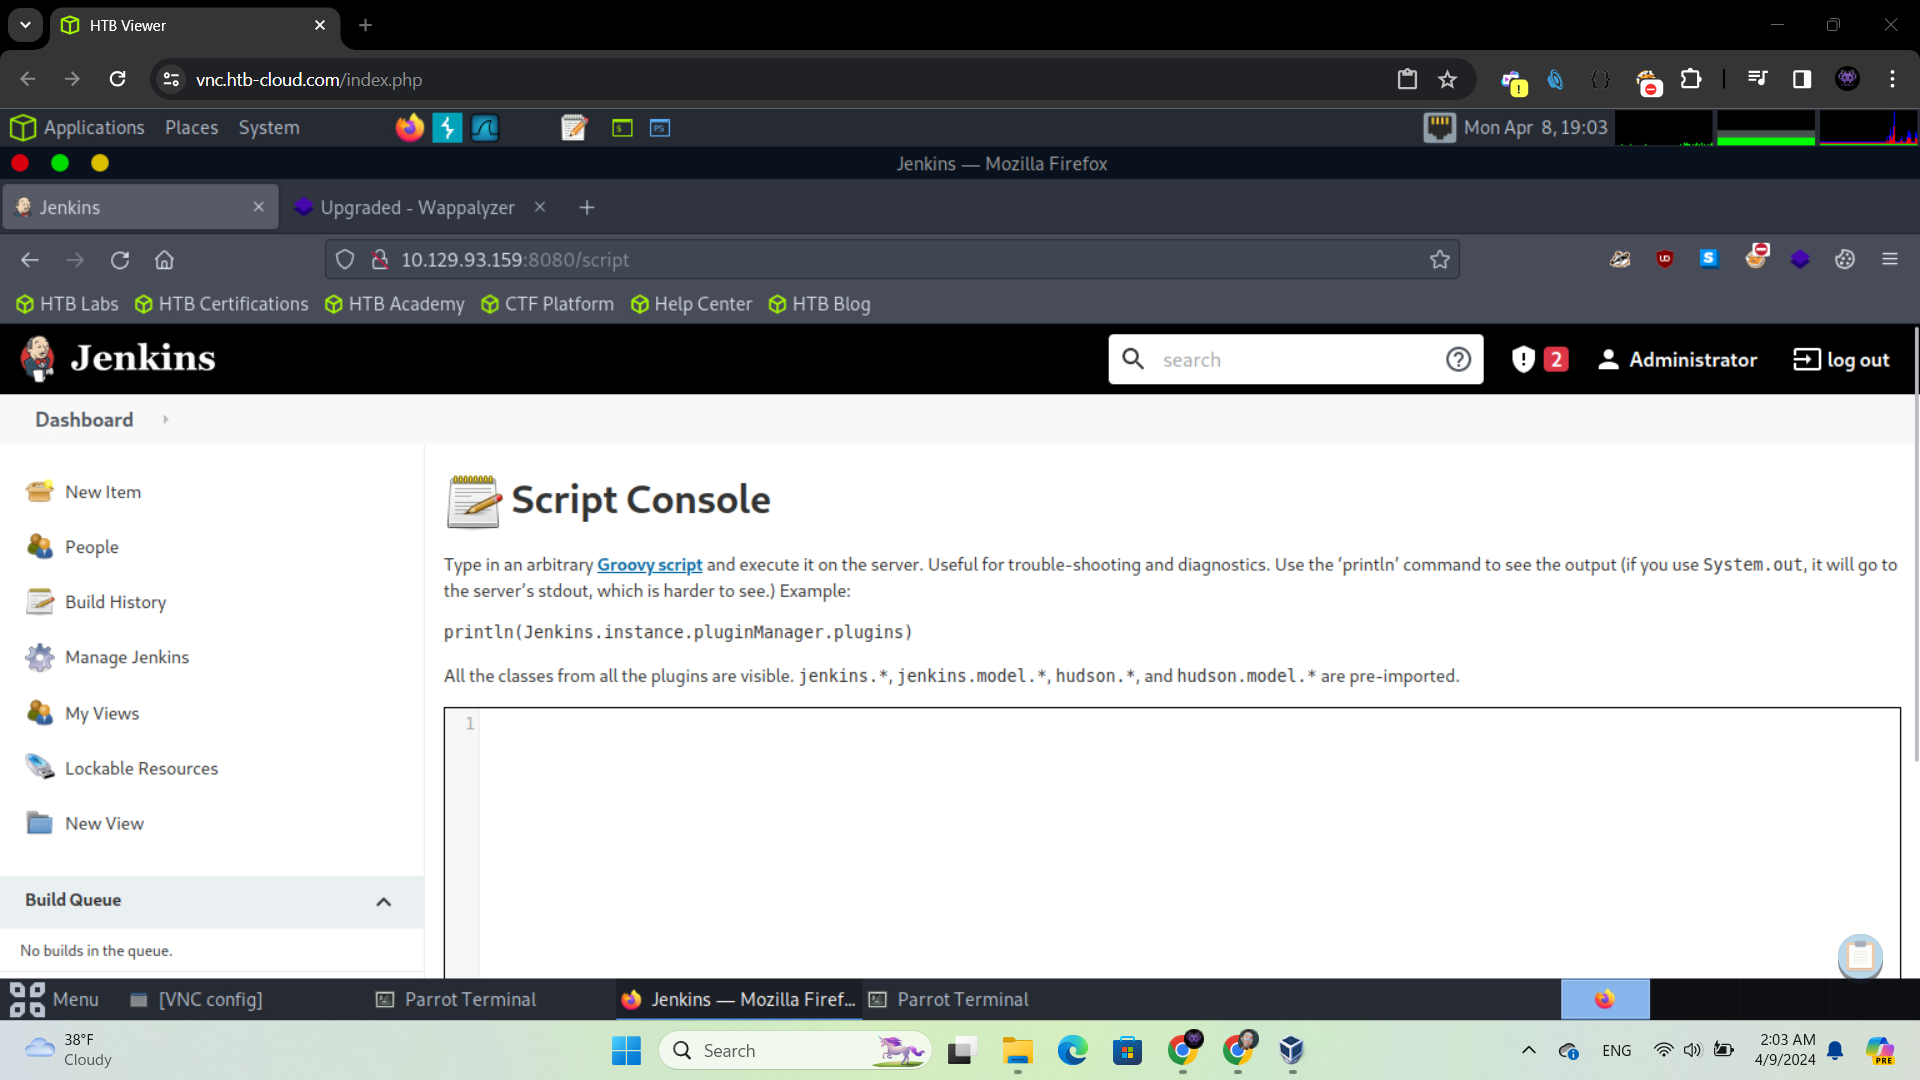 HTB Viewer
vnc.htb-cloud.com/index.php
Applications Places System
Mon Apr 8, 19:03
Jenkins — Mozilla Firefox
Jenkins
Upgraded - Wappalyzer
10.129.93.159:8080/script
HTB Labs HTB Certifications HTB Academy CTF Platform Help Center HTB Blog
Jenkins
search
2
Administrator
log out
Dashboard
New Item
People
Build History
Manage Jenkins
My Views
Lockable Resources
New View
Build Queue
No builds in the queue.
Script Console
Type in an arbitrary Groovy script and execute it on the server. Useful for trouble-shooting and diagnostics. Use the ‘println’ command to see the output (if you use System.out, it will go to
the server’s stdout, which is harder to see.) Example:
println(Jenkins.instance.pluginManager.plugins)
All the classes from all the plugins are visible. jenkins.*, jenkins.model.*, hudson.*, and hudson.model.* are pre-imported.
1
Menu
[VNC config]
Parrot Terminal
Jenkins — Mozilla Firef...
Parrot Terminal
38°F
Cloudy
Search
ENG
2:03 AM
4/9/2024
PRE